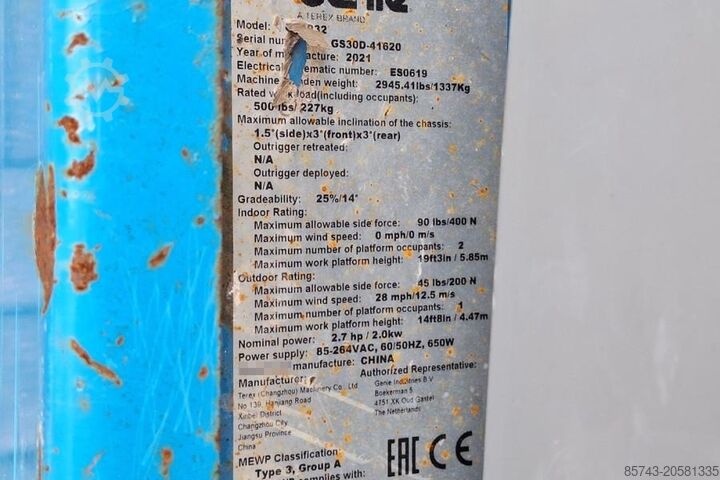 Genie
A TEREX BRAND
Model: 32
Serial num GS30D-41620
Year of m facture: 2021
Electrical ematic number: ES0619
Machine den weight: 2945.41lbs/1337Kg
Rated w k load(including occupants):
500 lbs/227kg
Maximum allowable inclination of the chassis:
1.5°(side)x3°(front)x3°(rear)
Outrigger retreated:
N/A
Outrigger deployed:
N/A
Gradeability: 25%/14°
Indoor Rating:
Maximum allowable side force: 90 lbs/400 N
Maximum wind speed: 0 mph/0 m/s
Maximum number of platform occupants: 2
Maximum work platform height: 19ft3in / 5.85m
Outdoor Rating:
Maximum allowable side force: 45 lbs/200 N
Maximum wind speed: 28 mph/12.5 m/s
Maximum number of platform occupants: 1
Maximum work platform height: 14ft8in / 4.47m
Nominal power: 2.7 hp / 2.0kw
Power supply: 85-264VAC, 60/50HZ, 650W
manufacture: CHINA
Manufacturer:
Terex (Changzhou) Machinery Co. Ltd
No 139, Hanjiang Road
Xinbei District
Changzhou City
Jiangsu Province
China
Authorized Representative:
Genie Industries B.V
Boekerman 5
4751 XK Oud Gastel
The Netherlands
MEWP Classification:
Type 3, Group A
complies with:
EAC CE
85743-20581335